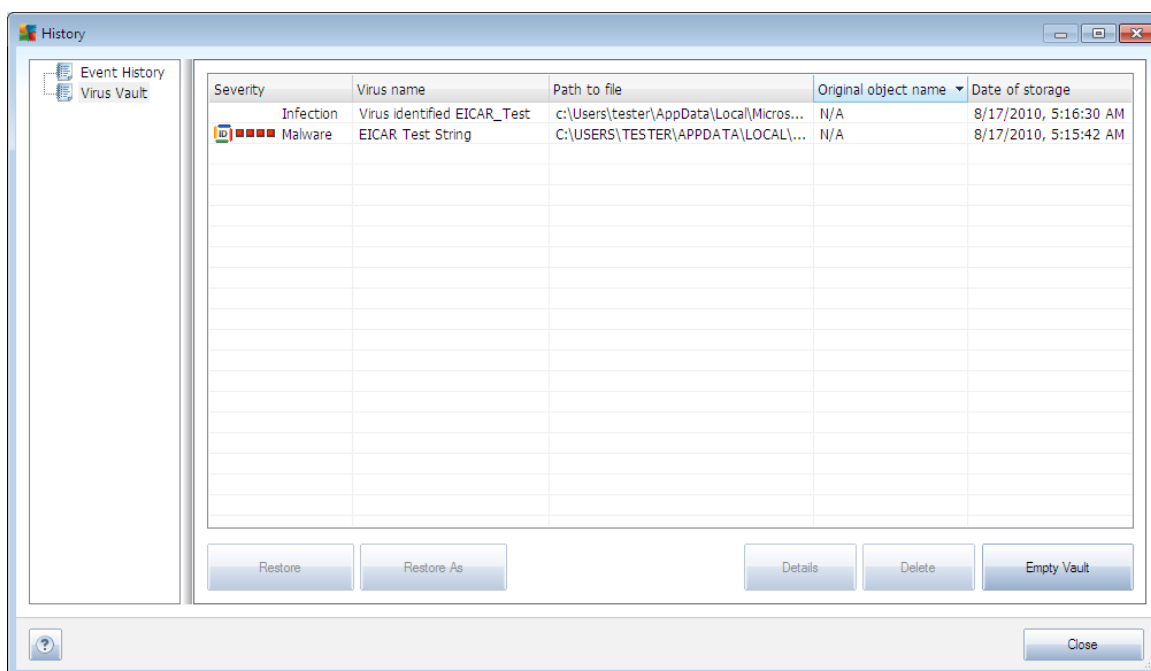 History
Event History
Virus Vault
Severity Virus name Path to file Original object name Date of storage
Infection Virus identified EICAR_Test c:\Users\tester\AppData\Local\Micros... N/A 8/17/2010, 5:16:30 AM
ID Malware EICAR Test String C:\USERS\TESTER\APPDATA\LOCAL\... N/A 8/17/2010, 5:15:42 AM
Restore Restore As Details Delete Empty Vault
? Close